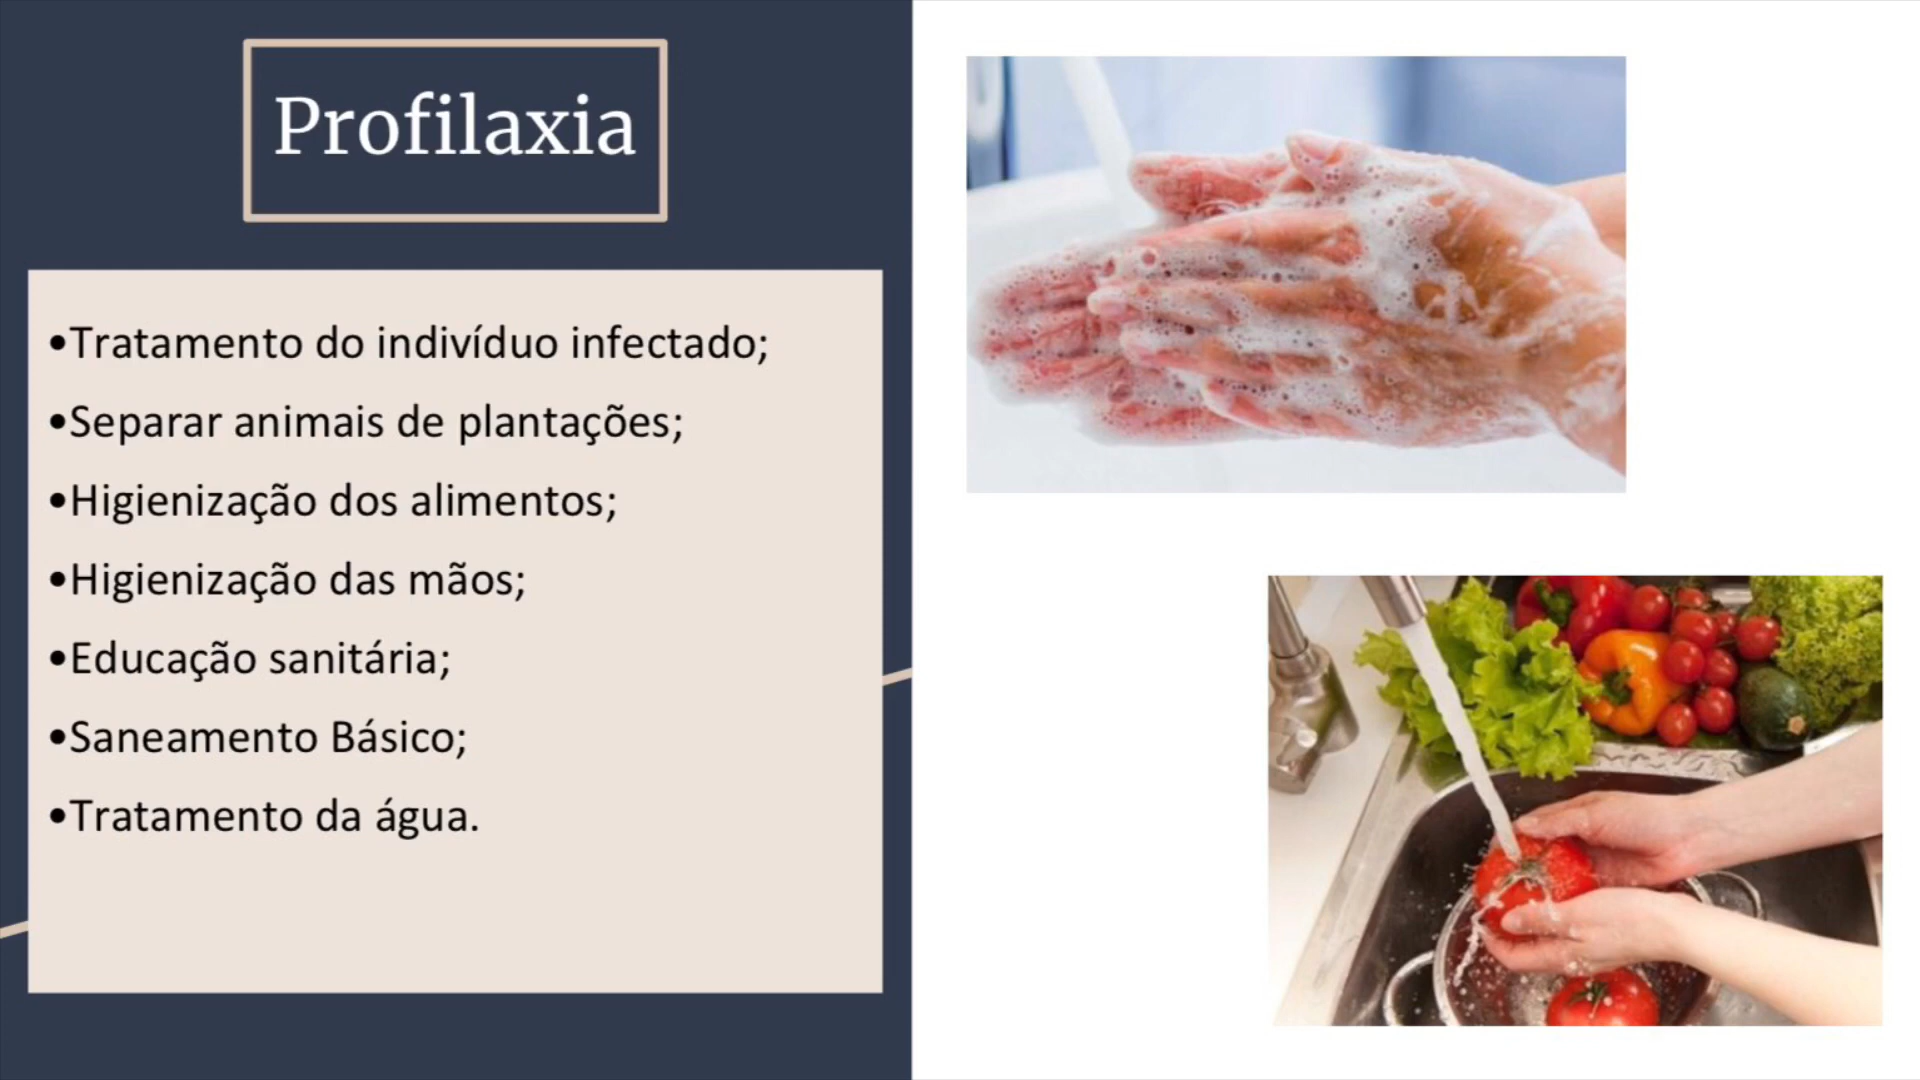 Profilaxia
•Tratamento do indivíduo infectado;
•Separar animais de plantações;
•Higienização dos alimentos;
•Higienização das mãos;
•Educação sanitária;
•Saneamento Básico;
•Tratamento da água.